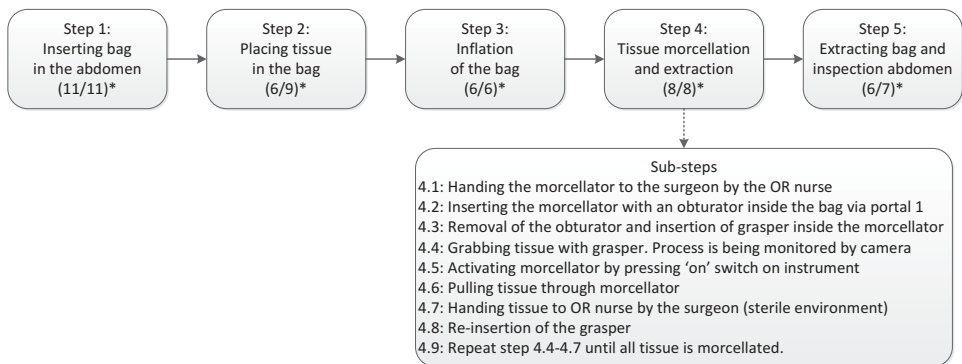 Step 1:
Inserting bag
in the abdomen
(11/11)*
Step 2:
Placing tissue
in the bag
(6/9)*
Step 3:
Inflation
of the bag
(6/6)*
Step 4:
Tissue morcellation
and extraction
(8/8)*
Step 5:
Extracting bag and
inspection abdomen
(6/7)*
Sub-steps
4.1: Handing the morcellator to the surgeon by the OR nurse
4.2: Inserting the morcellator with an obturator inside the bag via portal 1
4.3: Removal of the obturator and insertion of grasper inside the morcellator
4.4: Grabbing tissue with grasper. Process is being monitored by camera
4.5: Activating morcellator by pressing ‘on’ switch on instrument
4.6: Pulling tissue through morcellator
4.7: Handing tissue to OR nurse by the surgeon (sterile environment)
4.8: Re-insertion of the grasper
4.9: Repeat step 4.4-4.7 until all tissue is morcellated.